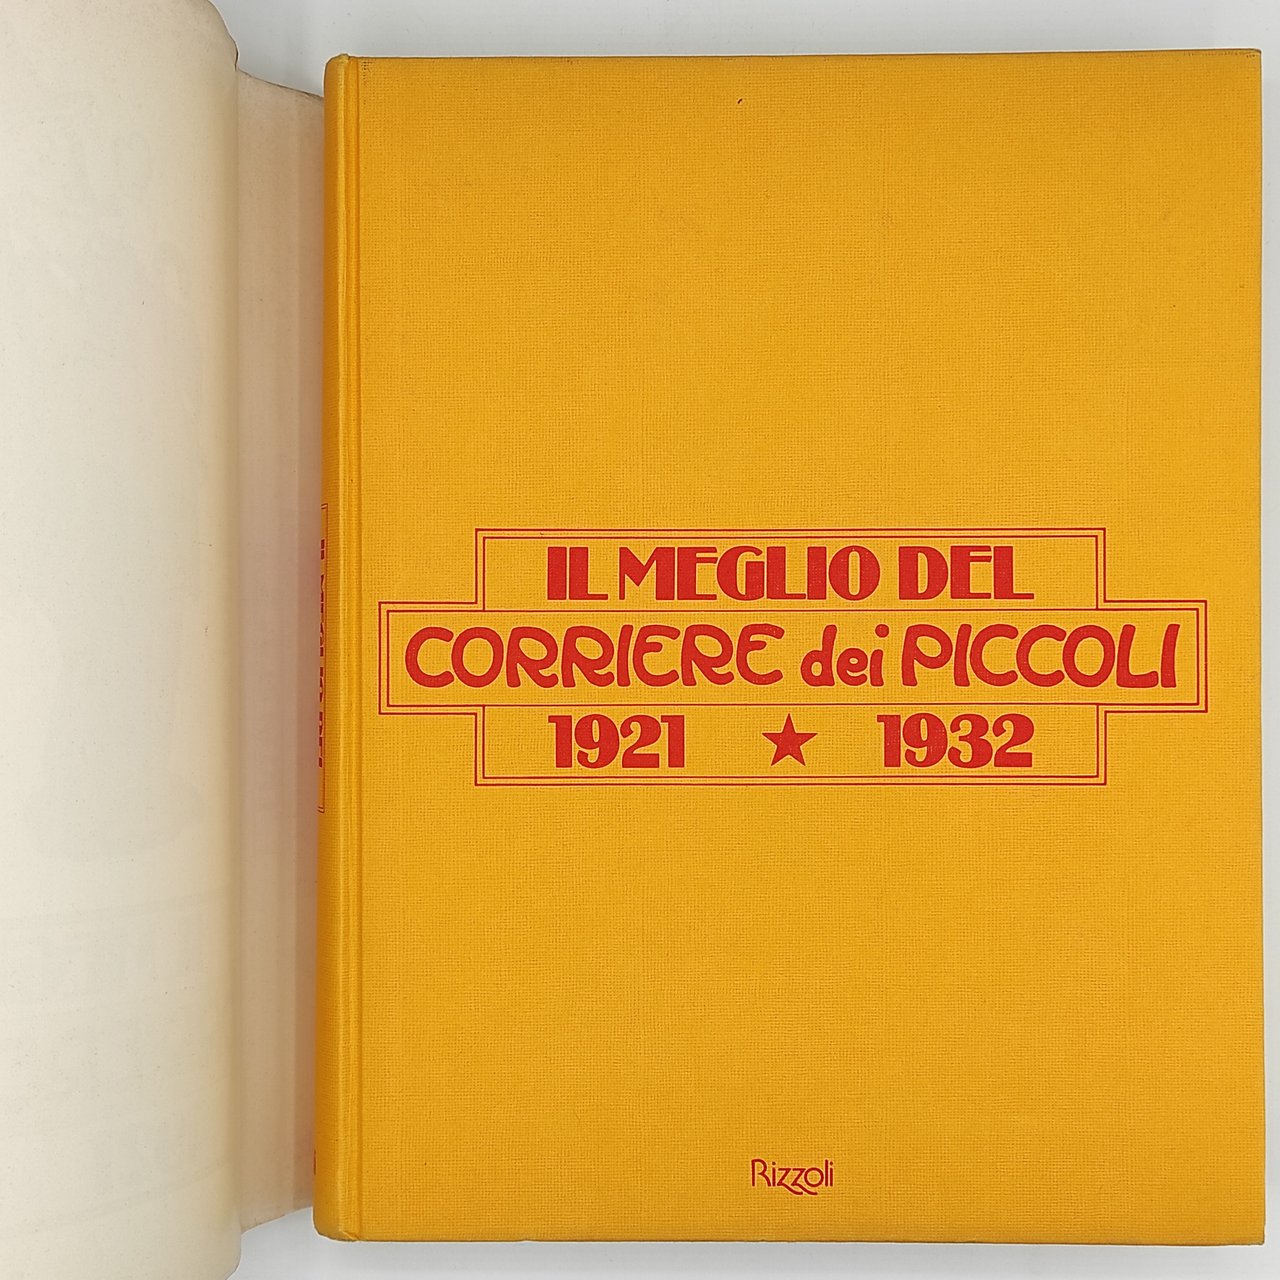 IL MEGLIO DEL
CORRIERE dei PICCOLI
1921 ★ 1932
Rizzoli